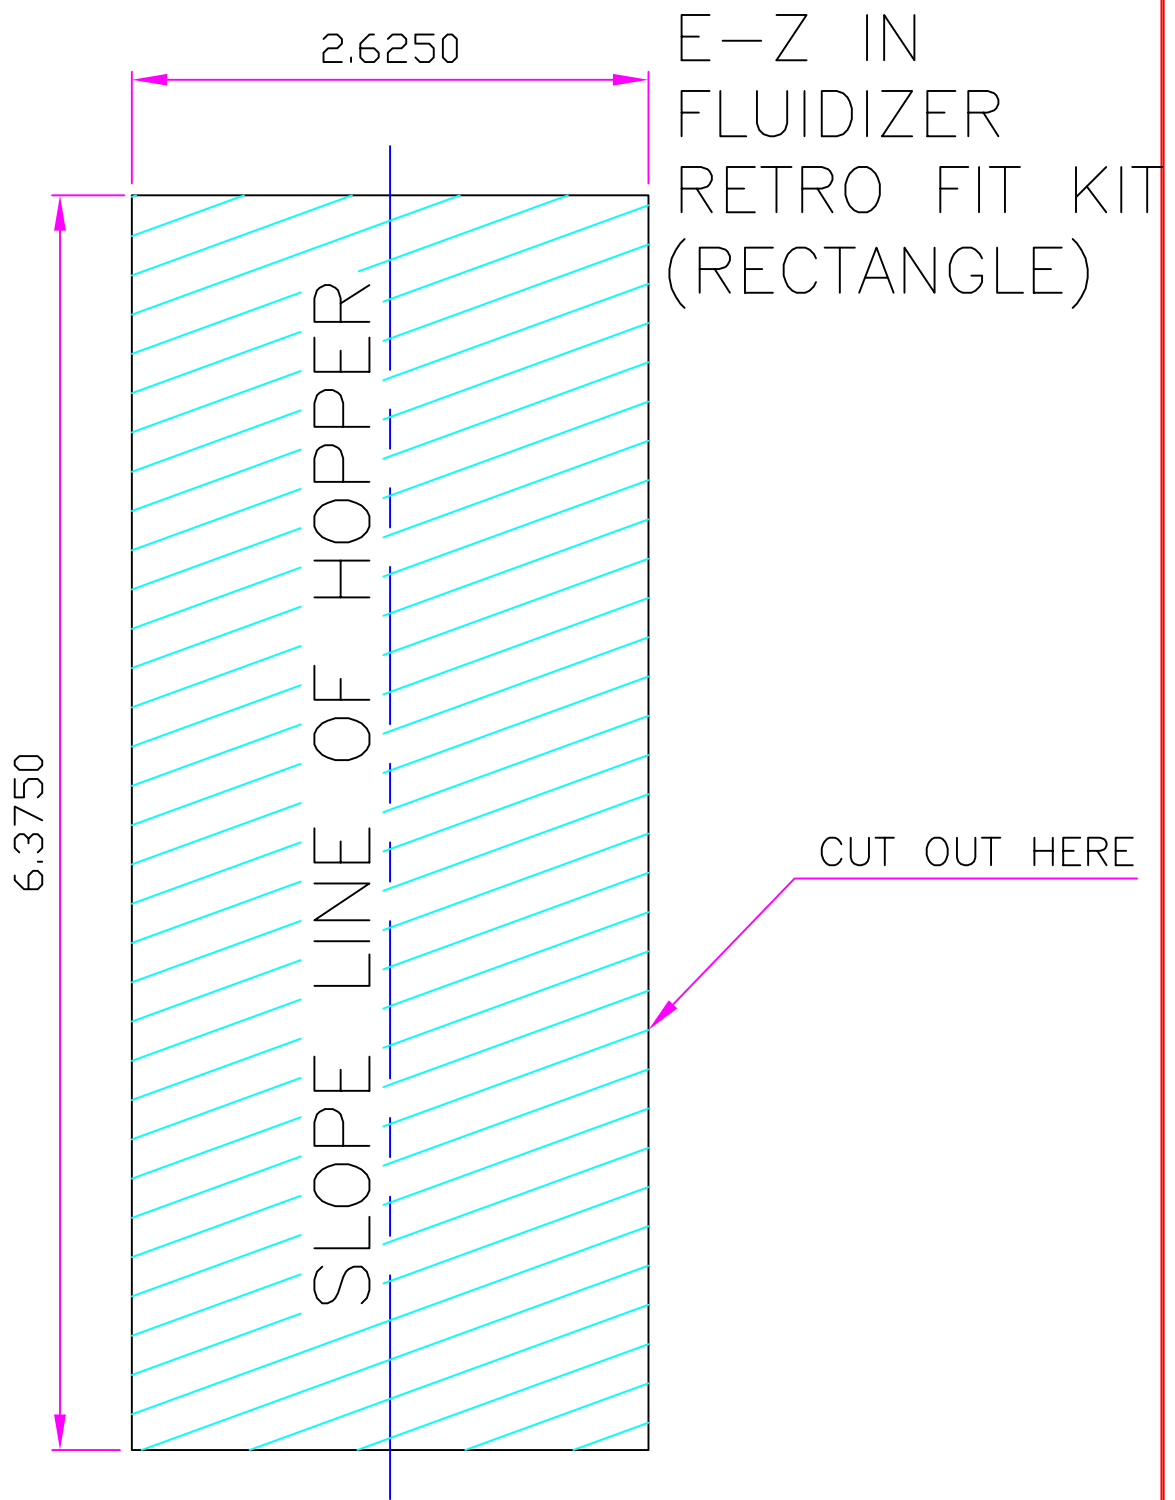 2.6250
E-Z IN
FLUIDIZER
RETRO FIT KIT
(RECTANGLE)
SLOPE LINE OF HOPPER
6.3750
CUT OUT HERE